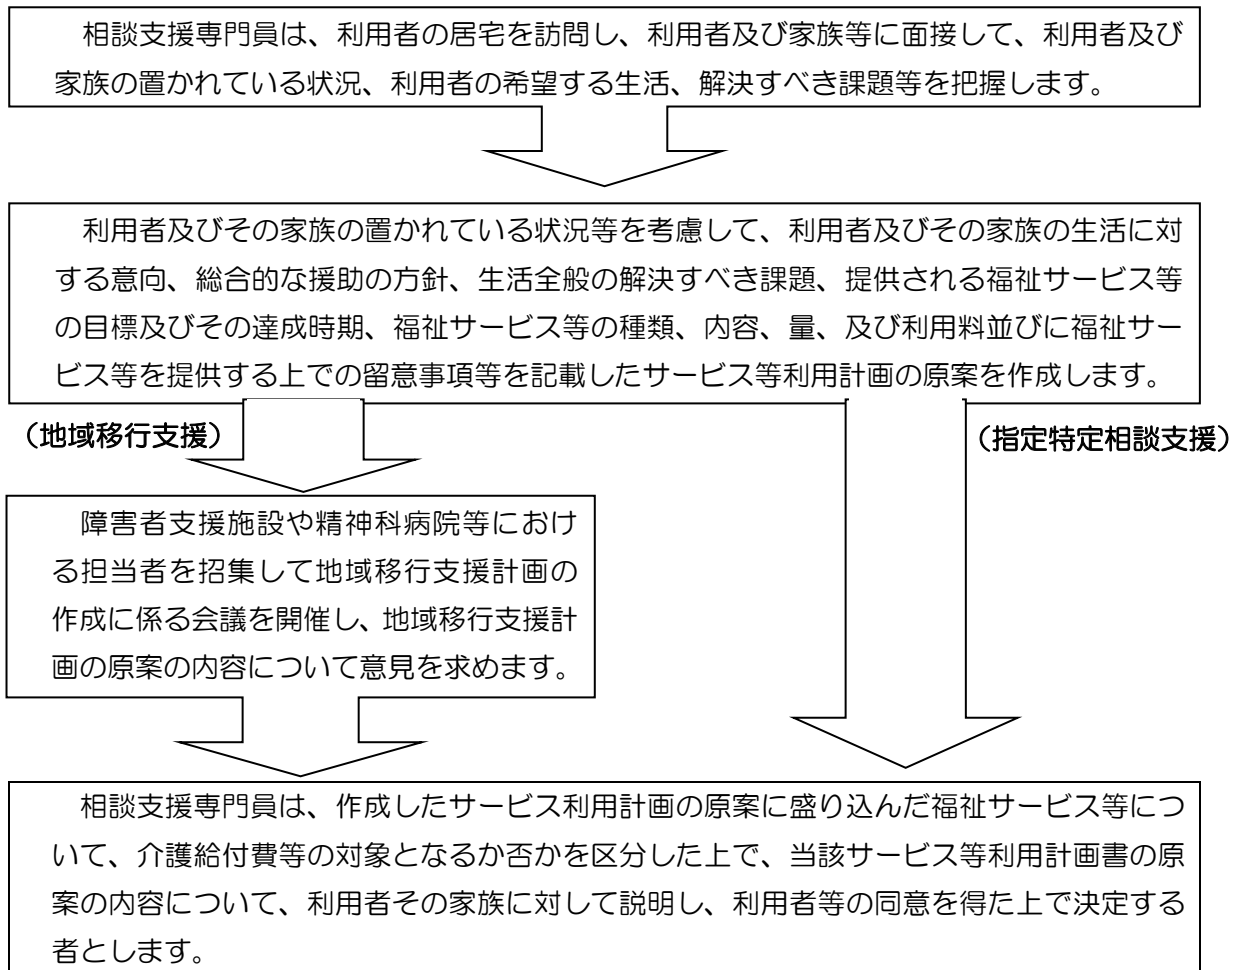 相談支援専門員は、利用者の居宅を訪問し、利用者及び家族等に面接して、利用者及び
家族の置かれている状況、利用者の希望する生活、解決すべき課題等を把握します。
利用者及びその家族の置かれている状況等を考慮して、利用者及びその家族の生活に対
する意向、総合的な援助の方針、生活全般の解決すべき課題、提供される福祉サービス等
の目標及びその達成時期、福祉サービス等の種類、内容、量、及び利用料並びに福祉サー
ビス等を提供する上での留意事項等を記載したサービス等利用計画の原案を作成します。
（地域移行支援）
（指定特定相談支援）
障害者支援施設や精神科病院等におけ
る担当者を招集して地域移行支援計画の
作成に係る会議を開催し、地域移行支援計
画の原案の内容について意見を求めます。
相談支援専門員は、作成したサービス利用計画の原案に盛り込んだ福祉サービス等につ
いて、介護給付費等の対象となるか否かを区分した上で、当該サービス等利用計画書の原
案の内容について、利用者その家族に対して説明し、利用者等の同意を得た上で決定する
者とします。